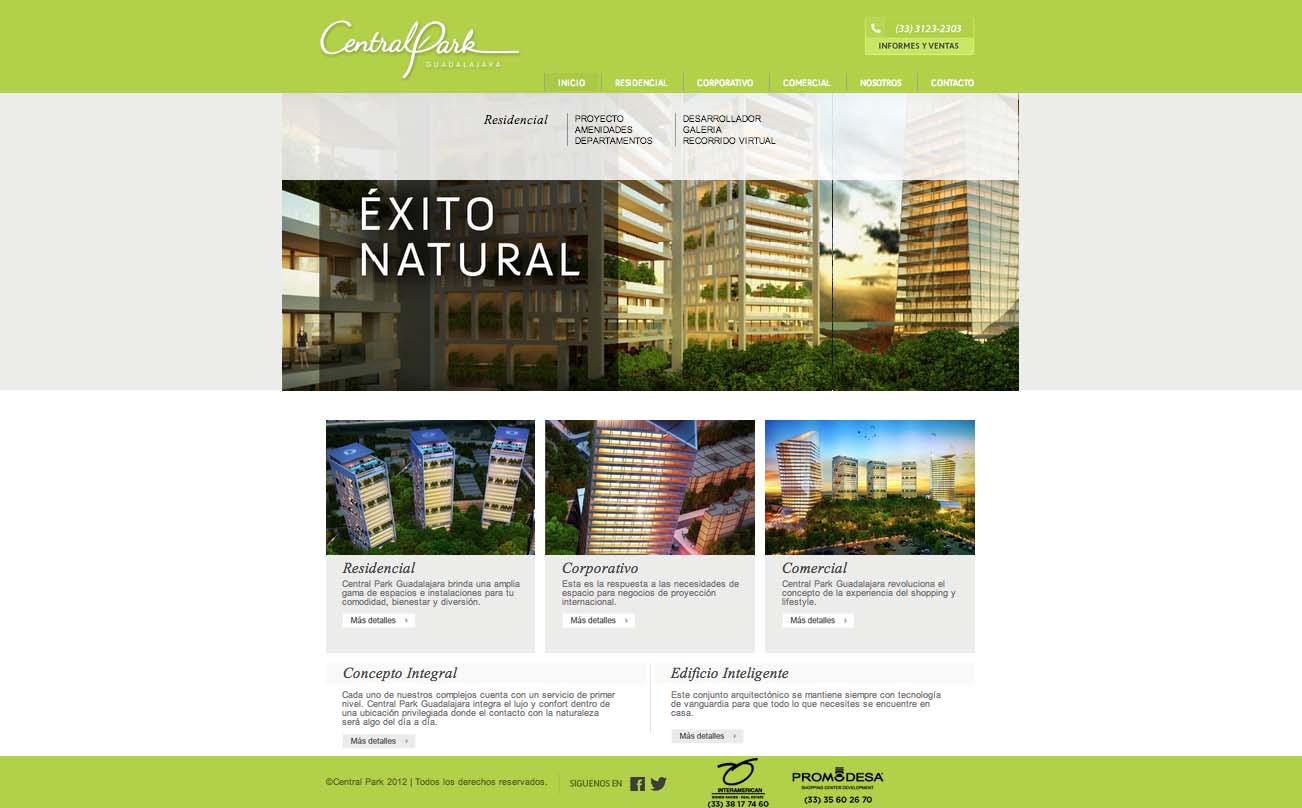 Central Park
GUADALAJARA
(33) 3123-2303
INFORMES Y VENTAS
INICIO
RESIDENCIAL
CORPORATIVO
COMERCIAL
NOSOTROS
CONTACTO
Residencial
PROYECTO
AMENIDADES
DEPARTAMENTOS
DESARROLLADOR
GALERIA
RECORRIDO VIRTUAL
ÉXITO
NATURAL
Residencial
Central Park Guadalajara brinda una amplia
gama de espacios e instalaciones para tu
comodidad, bienestar y diversión.
Más detalles
Corporativo
Esta es la respuesta a las necesidades de
espacio para negocios de proyección
internacional.
Más detalles
Comercial
Central Park Guadalajara revoluciona el
concepto de la experiencia del shopping y
lifestyle.
Más detalles
Concepto Integral
Cada uno de nuestros complejos cuenta con un servicio de primer
nivel. Central Park Guadalajara integra el lujo y confort dentro de
una ubicación privilegiada donde el contacto con la naturaleza
será algo del día a día.
Más detalles
Edificio Inteligente
Este conjunto arquitectónico se mantiene siempre con tecnología
de vanguardia para que todo lo que necesites se encuentre en
casa.
Más detalles
©Central Park 2012 | Todos los derechos reservados.
SIGUENOS EN
INTERAMERICAN
BIENES RAICES - REAL ESTATE
(33) 38 17 74 60
PROMODESA
SHOPPING CENTER DEVELOPMENT
(33) 35 60 26 70